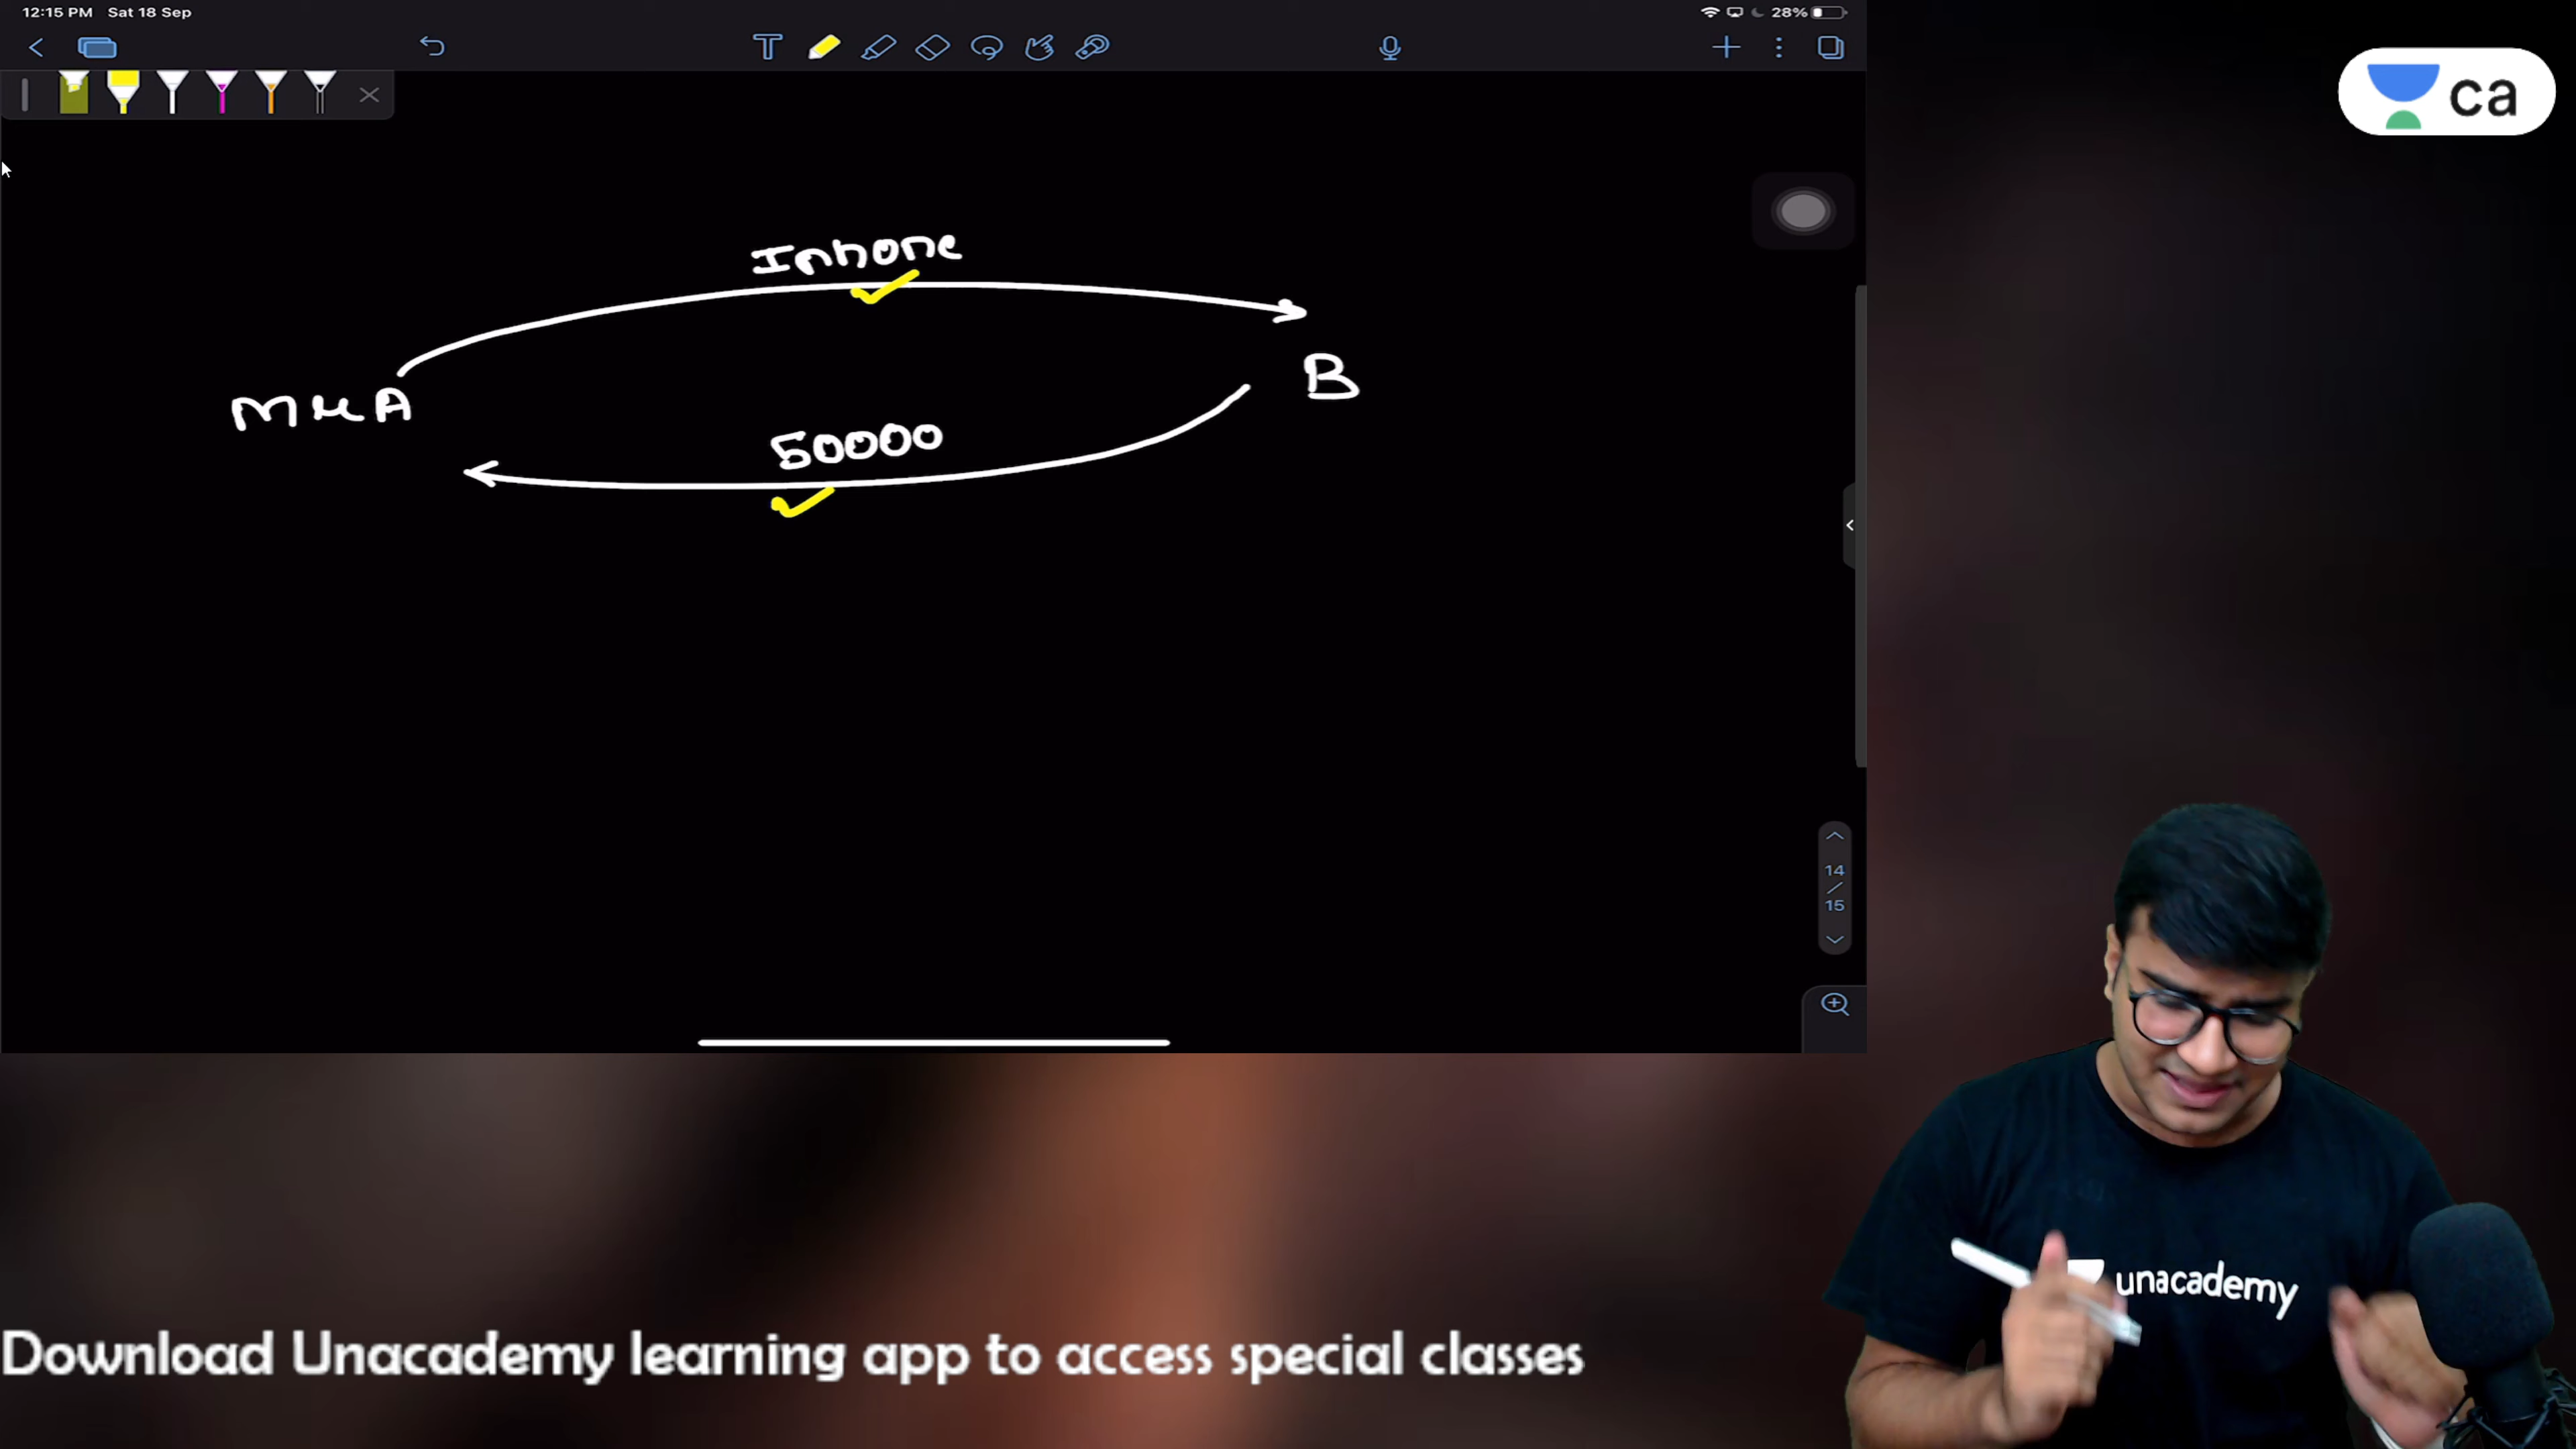 12:15 PM Sat 18 Sep
28%
T
ca
Iphone
Mr A
B
50000
14
/
15
unacademy
Download Unacademy learning app to access special classes